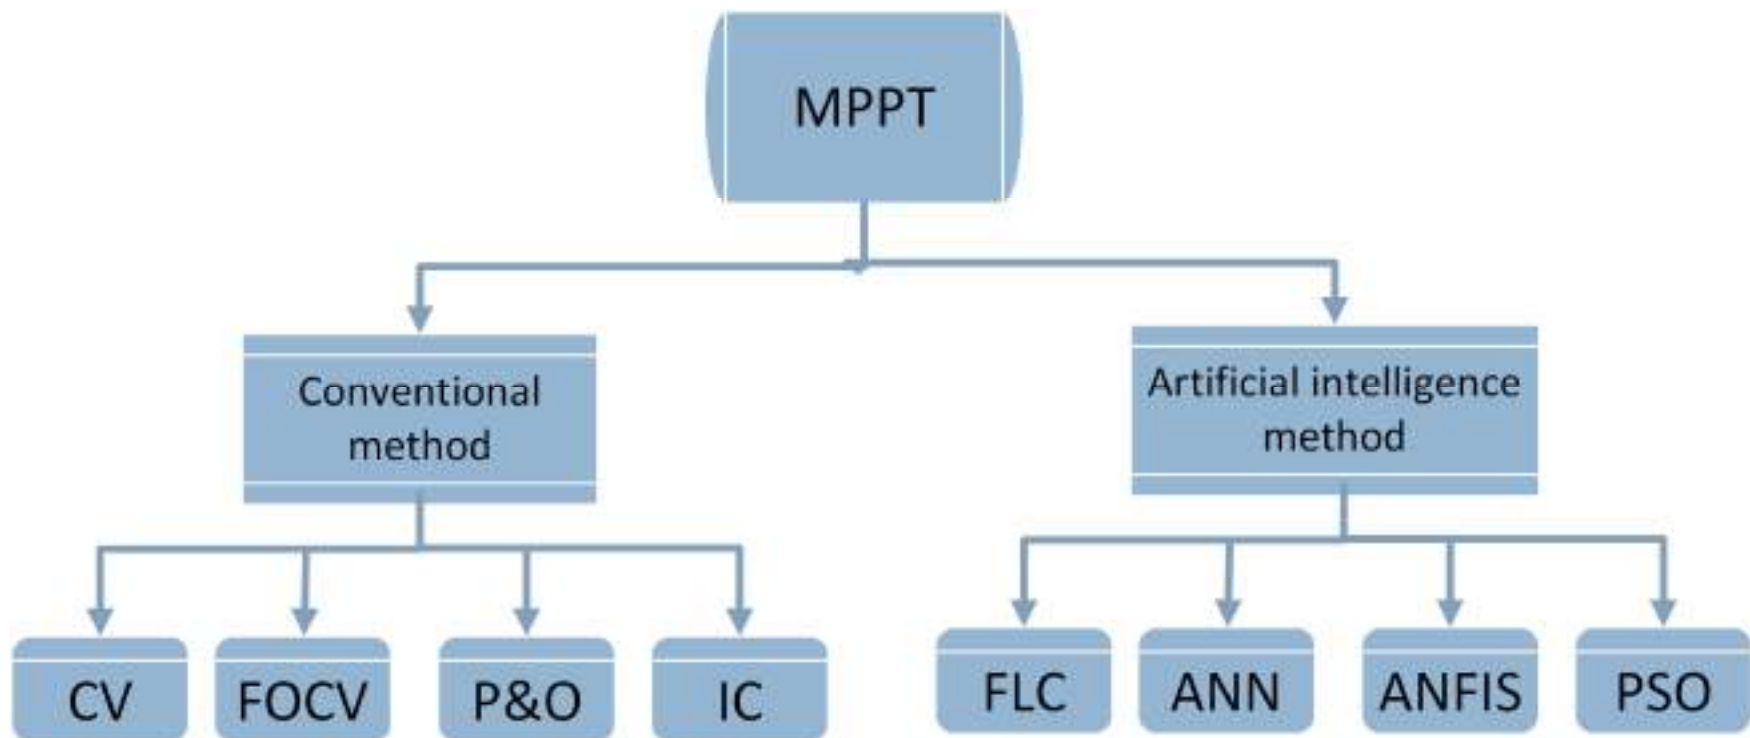 MPPT
Conventional
method
Artificial intelligence
method
CV
FOCV
P&O
IC
FLC
ANN
ANFIS
PSO